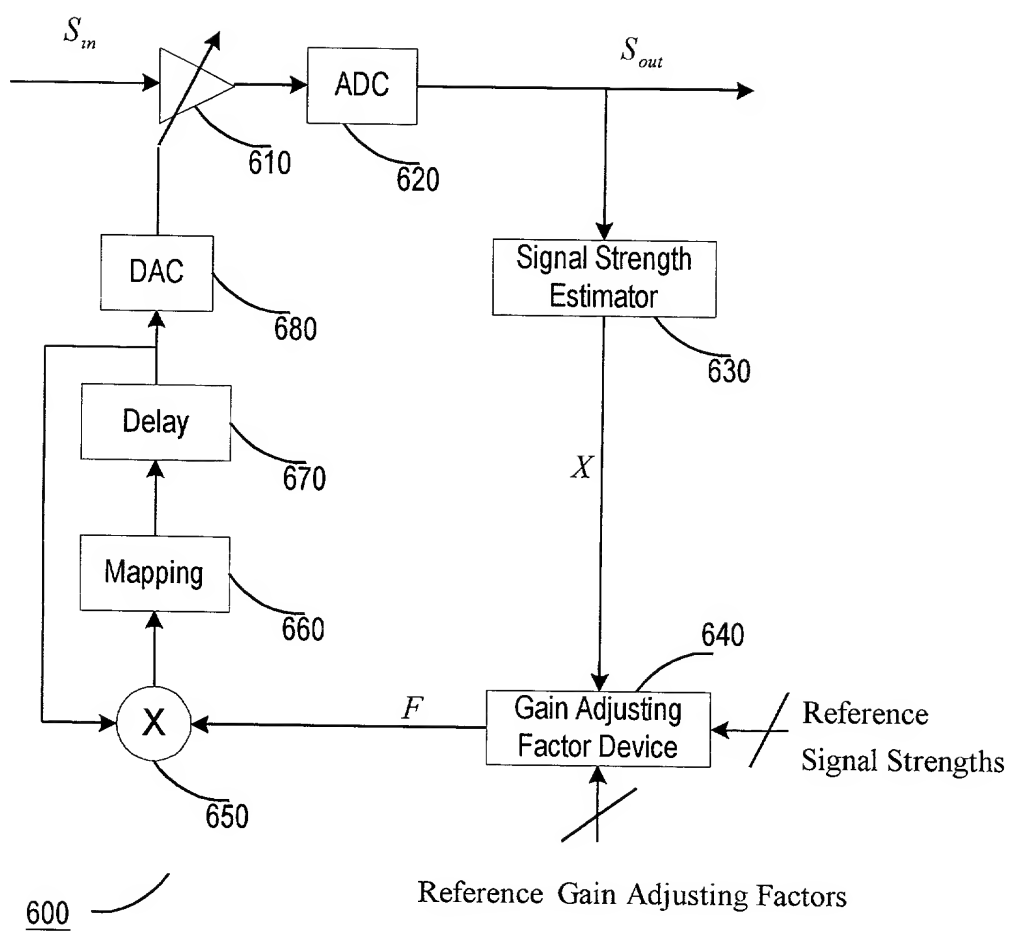 S_in
S_out
ADC
610
620
DAC
680
Signal Strength
Estimator
630
Delay
670
X
Mapping
660
640
X
650
F
Gain Adjusting
Factor Device
Reference
Signal Strengths
Reference Gain Adjusting Factors
600